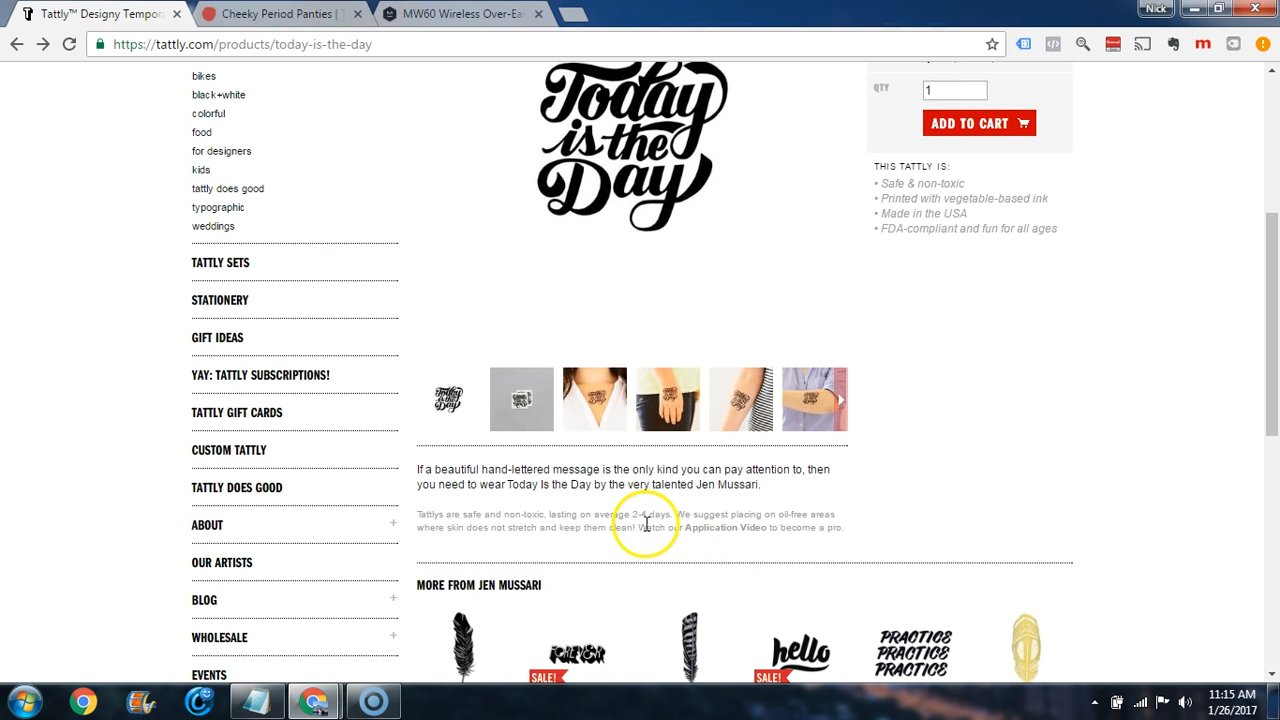 Tattly™ Designy Tempora
Cheeky Period Panties | T
MW60 Wireless Over-Ear
Nick
https://tattly.com/products/today-is-the-day
bikes
black+white
colorful
food
for designers
kids
tattly does good
typographic
weddings
TATTLY SETS
STATIONERY
GIFT IDEAS
YAY: TATTLY SUBSCRIPTIONS!
TATTLY GIFT CARDS
CUSTOM TATTLY
TATTLY DOES GOOD
ABOUT +
OUR ARTISTS
BLOG +
WHOLESALE +
EVENTS
Today
is the
Day
QTY 1
ADD TO CART
THIS TATTLY IS:
• Safe & non-toxic
• Printed with vegetable-based ink
• Made in the USA
• FDA-compliant and fun for all ages
Today
is the
Day
If a beautiful hand-lettered message is the only kind you can pay attention to, then
you need to wear Today Is the Day by the very talented Jen Mussari.
Tattlys are safe and non-toxic, lasting on average 2-4 days. We suggest placing on oil-free areas
where skin does not stretch and keep them clean! Watch our Application Video to become a pro.
MORE FROM JEN MUSSARI
FOREVER
SALE!
hello
SALE!
PRACTICE
PRACTICE
PRACTICE
11:15 AM
1/26/2017